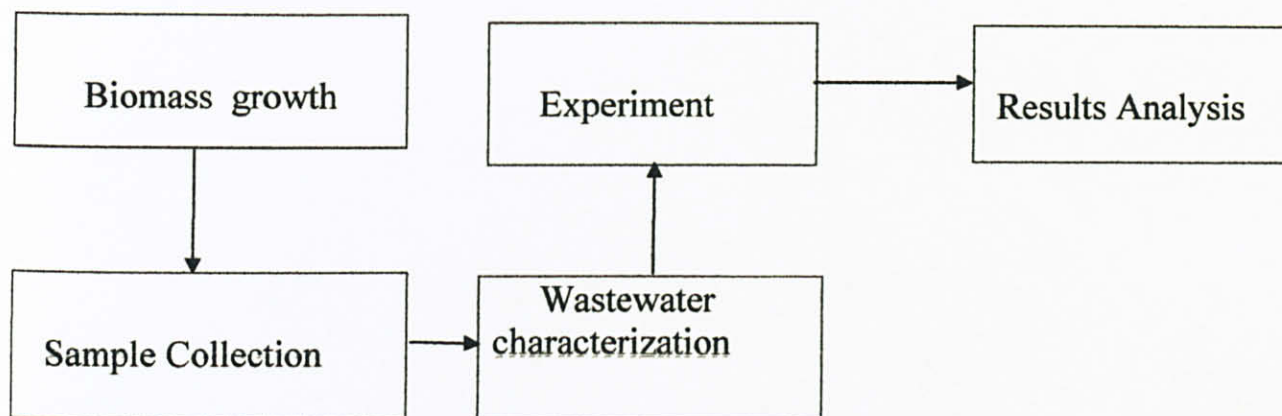 Biomass growth
Sample Collection
Wastewater
characterization
Experiment
Results Analysis